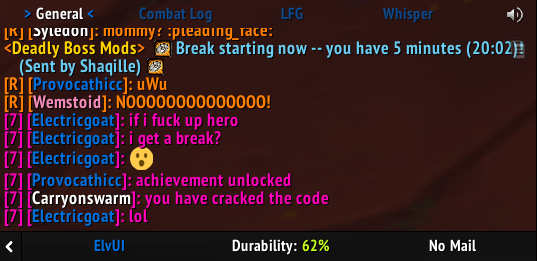 > General <
Combat Log
LFG
Whisper
[R] [Syledon]: mommy? :pleading_face:
<Deadly Boss Mods> Break starting now -- you have 5 minutes (20:02)!
(Sent by Shaqille)
[R] [Provocathicc]: uWu
[R] [Wemstoid]: NOOOOOOOOOOOOOO!
[7] [Electricgoat]: if i fuck up hero
[7] [Electricgoat]: i get a break?
[7] [Electricgoat]: 😮
[7] [Provocathicc]: achievement unlocked
[7] [Carryonswarm]: you have cracked the code
[7] [Electricgoat]: lol
ElvUI
Durability: 62%
No Mail